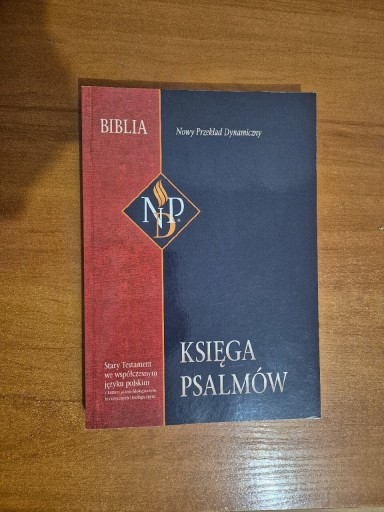 BIBLIA
Nowy Przekład Dynamiczny
NPD
KSIĘGA
PSALMÓW
Stary Testament
we współczesnym
języku polskim